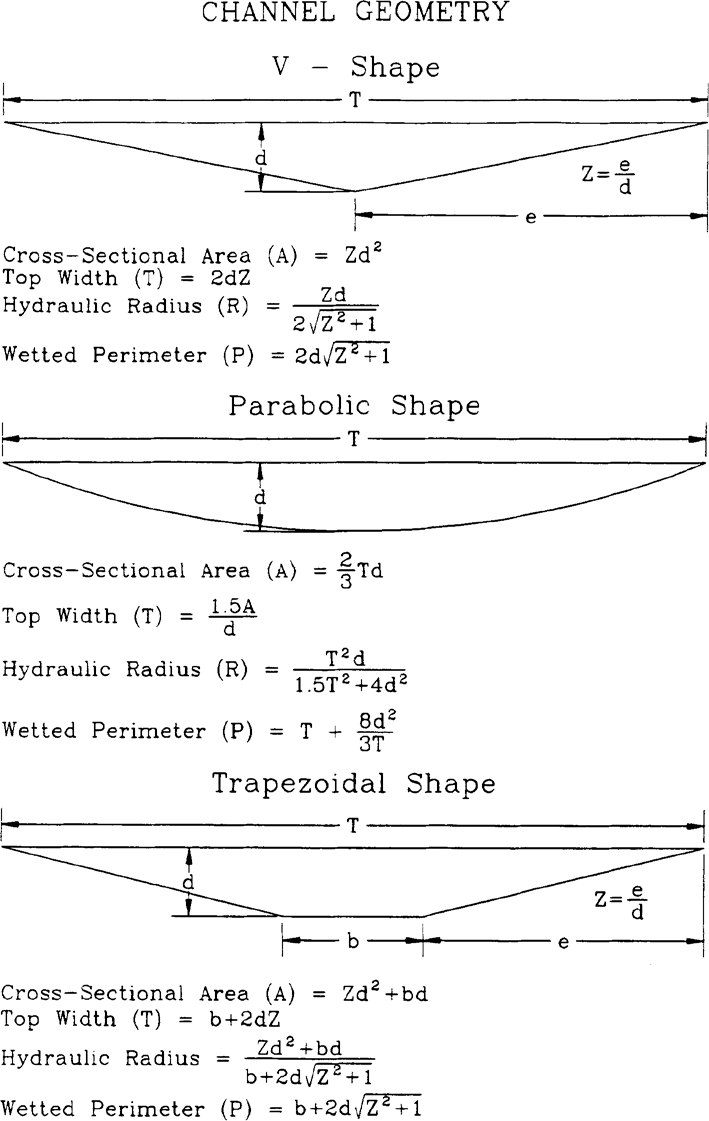 CHANNEL GEOMETRY
V - Shape
T
d
Z=e/d
e
Cross-Sectional Area (A) = Zd²
Top Width (T) = 2dZ
Hydraulic Radius (R) = Zd/2√Z²+1
Wetted Perimeter (P) = 2d√Z²+1
Parabolic Shape
T
d
Cross-Sectional Area (A) = 2/3 Td
Top Width (T) = 1.5A/d
Hydraulic Radius (R) = T²d/1.5T²+4d²
Wetted Perimeter (P) = T + 8d²/3T
Trapezoidal Shape
T
d
Z=e/d
b
e
Cross-Sectional Area (A) = Zd²+bd
Top Width (T) = b+2dZ
Hydraulic Radius = Zd²+bd/b+2d√Z²+1
Wetted Perimeter (P) = b+2d√Z²+1